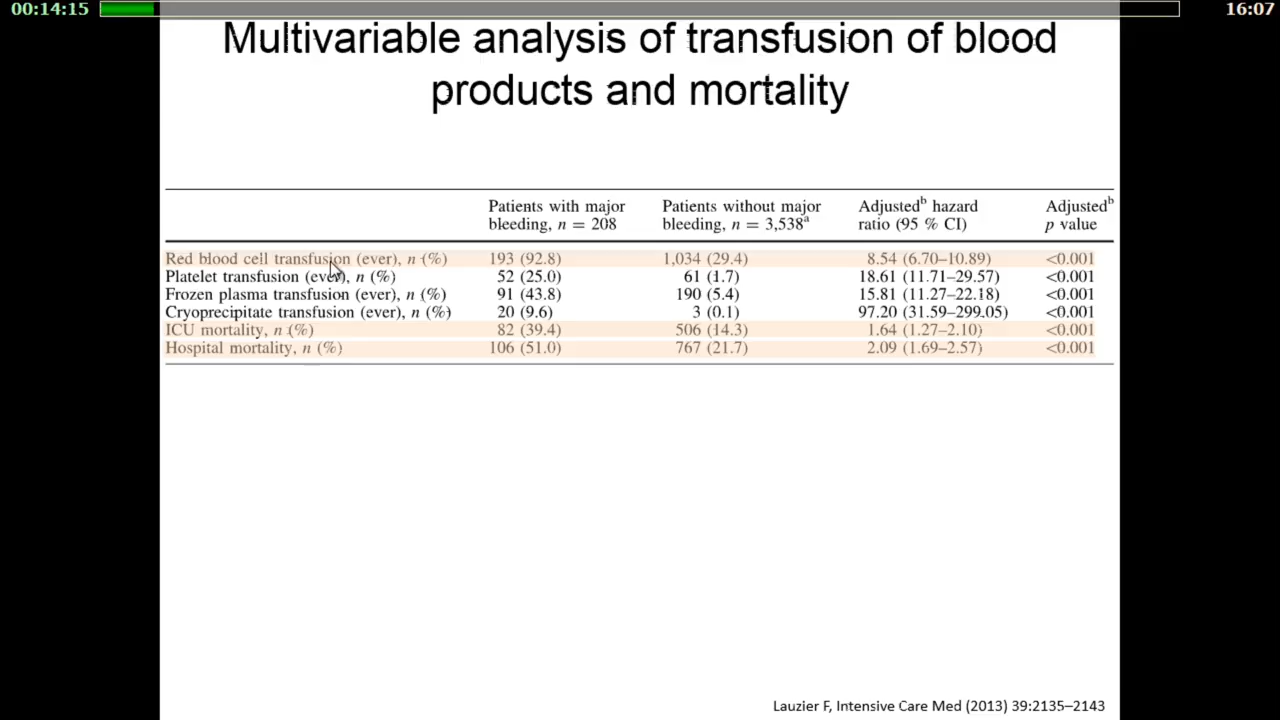 00:14:15
16:07
Multivariable analysis of transfusion of blood
products and mortality
Patients with major Patients without major Adjustedb hazard Adjustedb
bleeding, n = 208 bleeding, n = 3,538a ratio (95 % CI) p value
Red blood cell transfusion (ever), n (%) 193 (92.8) 1,034 (29.4) 8.54 (6.70–10.89) <0.001
Platelet transfusion (ever), n (%) 52 (25.0) 61 (1.7) 18.61 (11.71–29.57) <0.001
Frozen plasma transfusion (ever), n (%) 91 (43.8) 190 (5.4) 15.81 (11.27–22.18) <0.001
Cryoprecipitate transfusion (ever), n (%) 20 (9.6) 3 (0.1) 97.20 (31.59–299.05) <0.001
ICU mortality, n (%) 82 (39.4) 506 (14.3) 1.64 (1.27–2.10) <0.001
Hospital mortality, n (%) 106 (51.0) 767 (21.7) 2.09 (1.69–2.57) <0.001
Lauzier F, Intensive Care Med (2013) 39:2135–2143